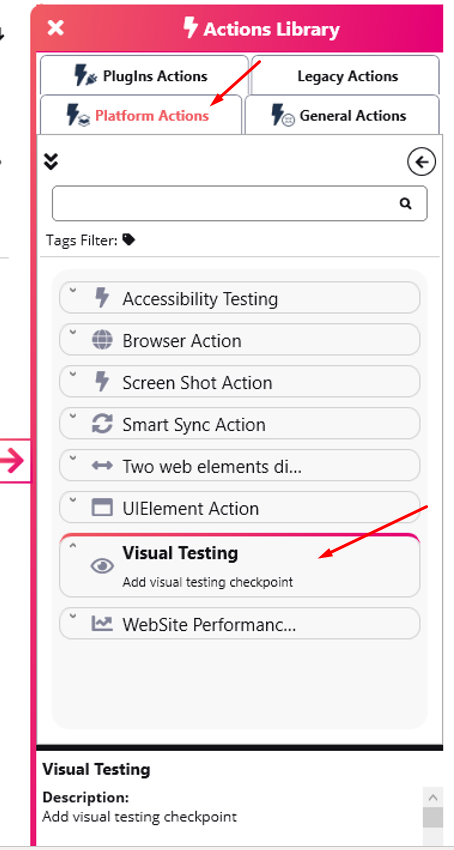 Actions Library
PlugIns Actions
Legacy Actions
Platform Actions
General Actions
Tags Filter:
Accessibility Testing
Browser Action
Screen Shot Action
Smart Sync Action
Two web elements di...
UIElement Action
Visual Testing
Add visual testing checkpoint
WebSite Performanc...
Visual Testing
Description:
Add visual testing checkpoint